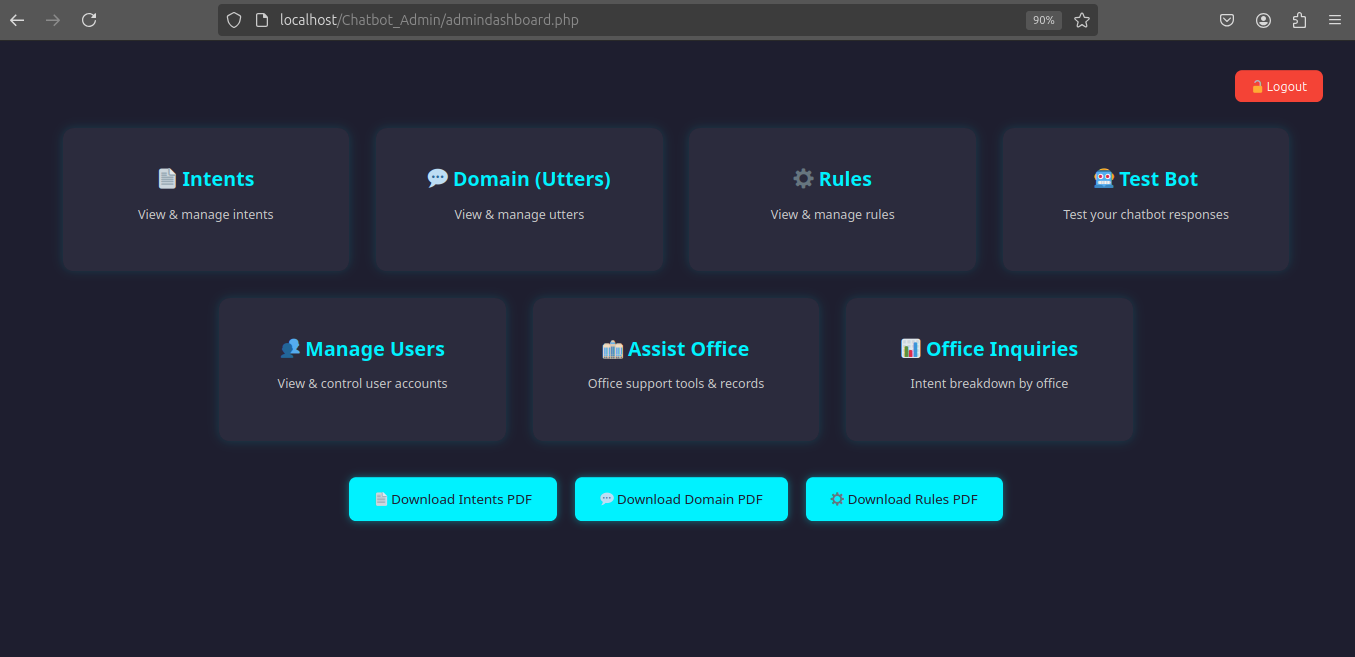 localhost/Chatbot_Admin/admindashboard.php
90%
Logout
Intents
View & manage intents
Domain (Utters)
View & manage utters
Rules
View & manage rules
Test Bot
Test your chatbot responses
Manage Users
View & control user accounts
Assist Office
Office support tools & records
Office Inquiries
Intent breakdown by office
Download Intents PDF
Download Domain PDF
Download Rules PDF